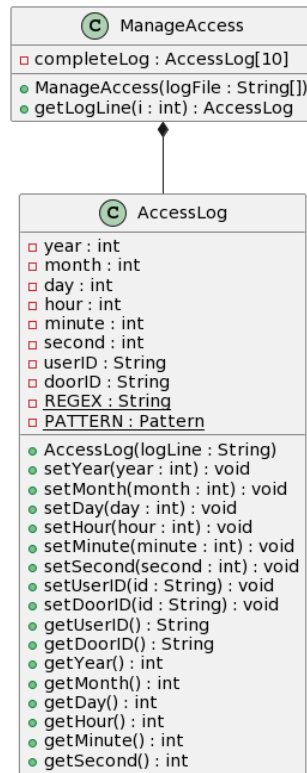 C ManageAccess
completeLog : AccessLog[10]
ManageAccess(logFile : String[])
getLogLine(i : int) : AccessLog
C AccessLog
year : int
month : int
day : int
hour : int
minute : int
second : int
userID : String
doorID : String
REGEX : String
PATTERN : Pattern
AccessLog(logLine : String)
setYear(year : int) : void
setMonth(month : int) : void
setDay(day : int) : void
setHour(hour : int) : void
setMinute(minute : int) : void
setSecond(second : int) : void
setUserID(id : String) : void
setDoorID(id : String) : void
getUserID() : String
getDoorID() : String
getYear() : int
getMonth() : int
getDay() : int
getHour() : int
getMinute() : int
getSecond() : int